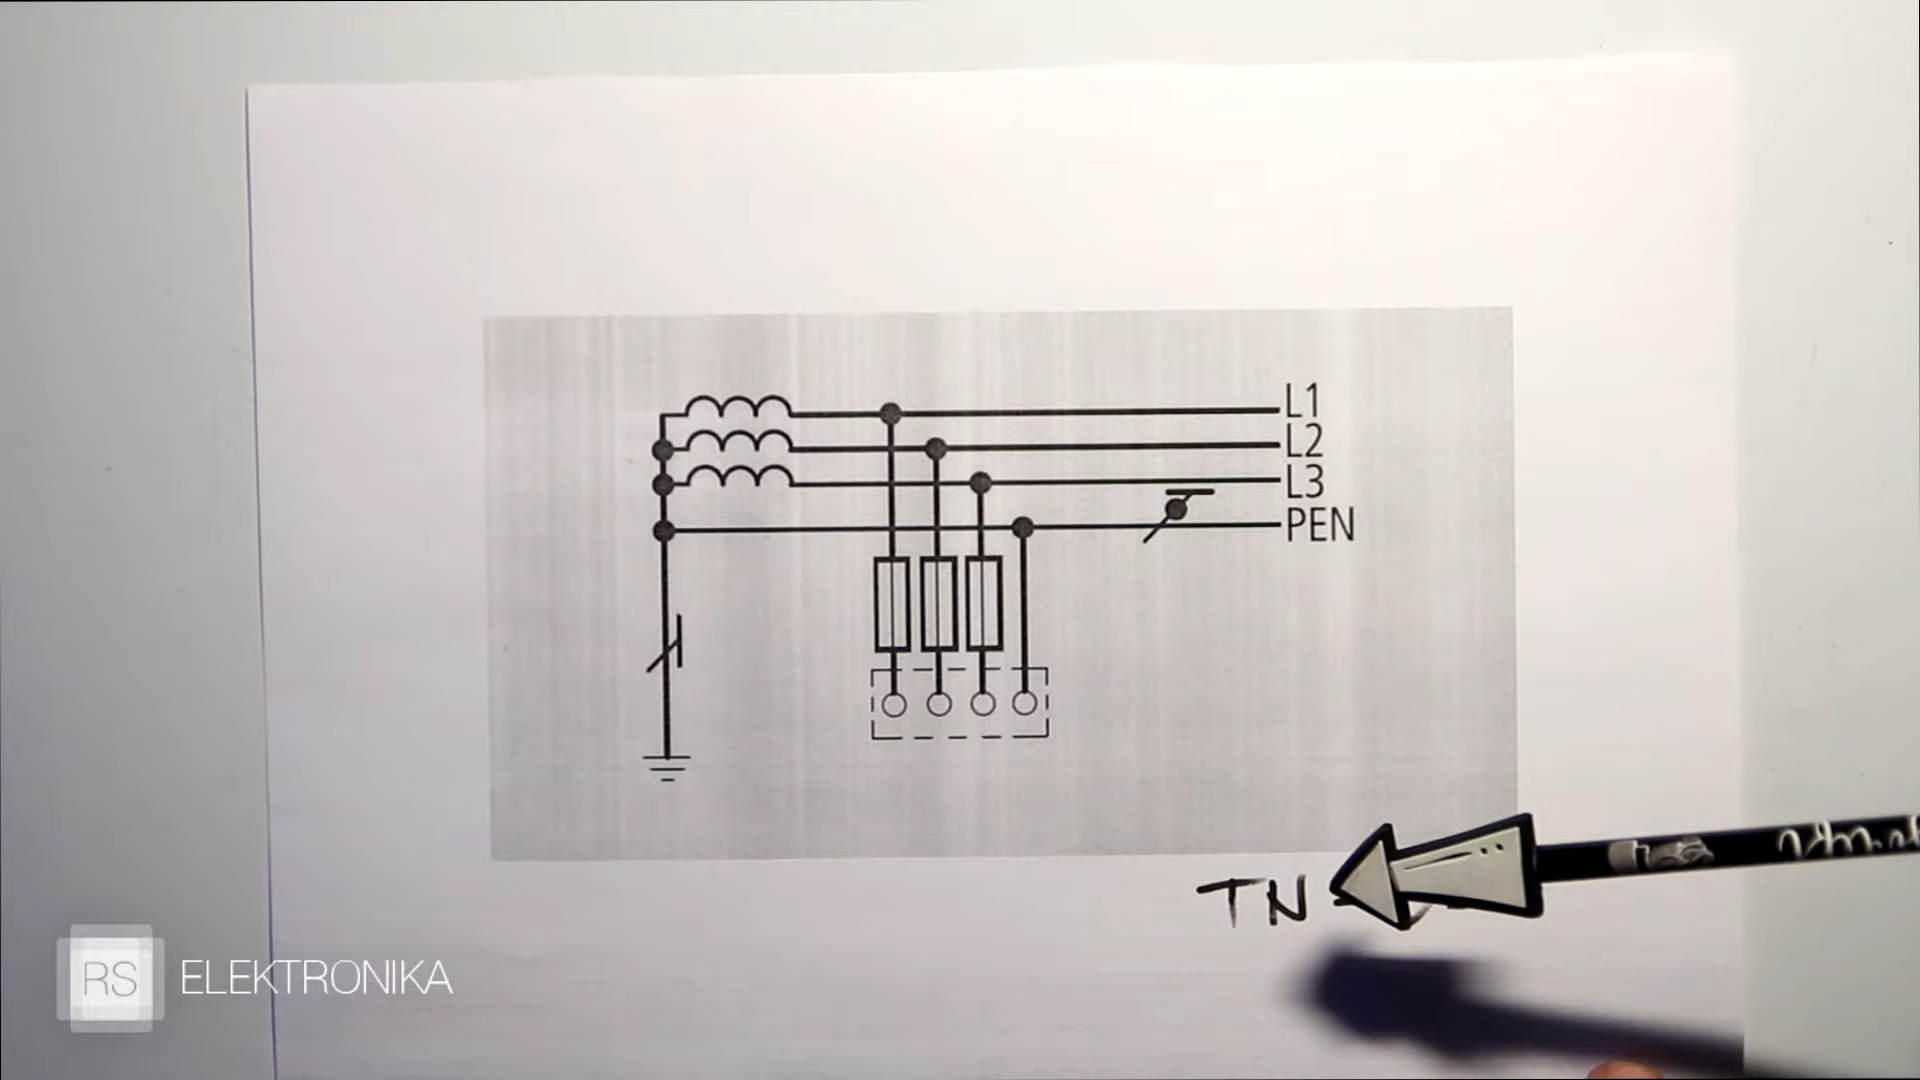 L1
L2
L3
PEN
TN
RS ELEKTRONIKA